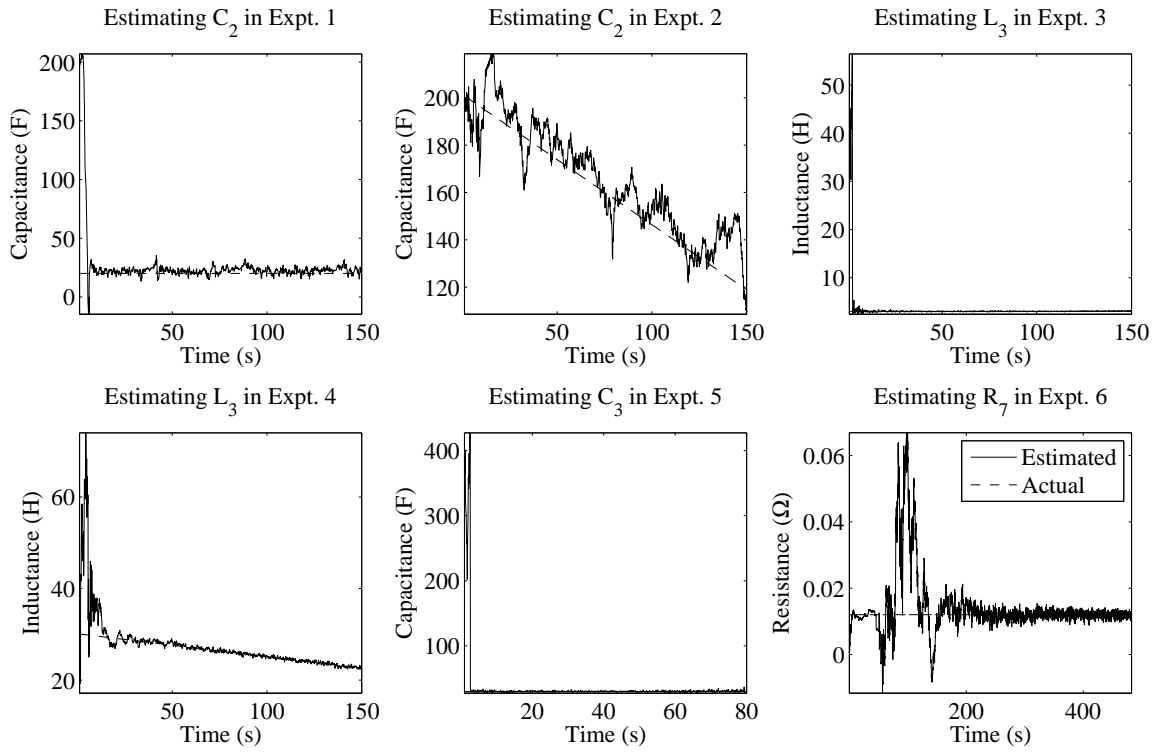 Estimating C2 in Expt. 1
200
150
100
50
0
Capacitance (F)
50
100
150
Time (s)
Estimating C2 in Expt. 2
200
180
160
140
120
Capacitance (F)
50
100
150
Time (s)
Estimating L3 in Expt. 3
50
40
30
20
10
Inductance (H)
50
100
150
Time (s)
Estimating L3 in Expt. 4
60
40
20
Inductance (H)
0
50
100
150
Time (s)
Estimating C3 in Expt. 5
400
300
200
100
Capacitance (F)
20
40
60
80
Time (s)
Estimating R7 in Expt. 6
0.06
0.04
0.02
0
Resistance (Ω)
Estimated
Actual
200
400
Time (s)